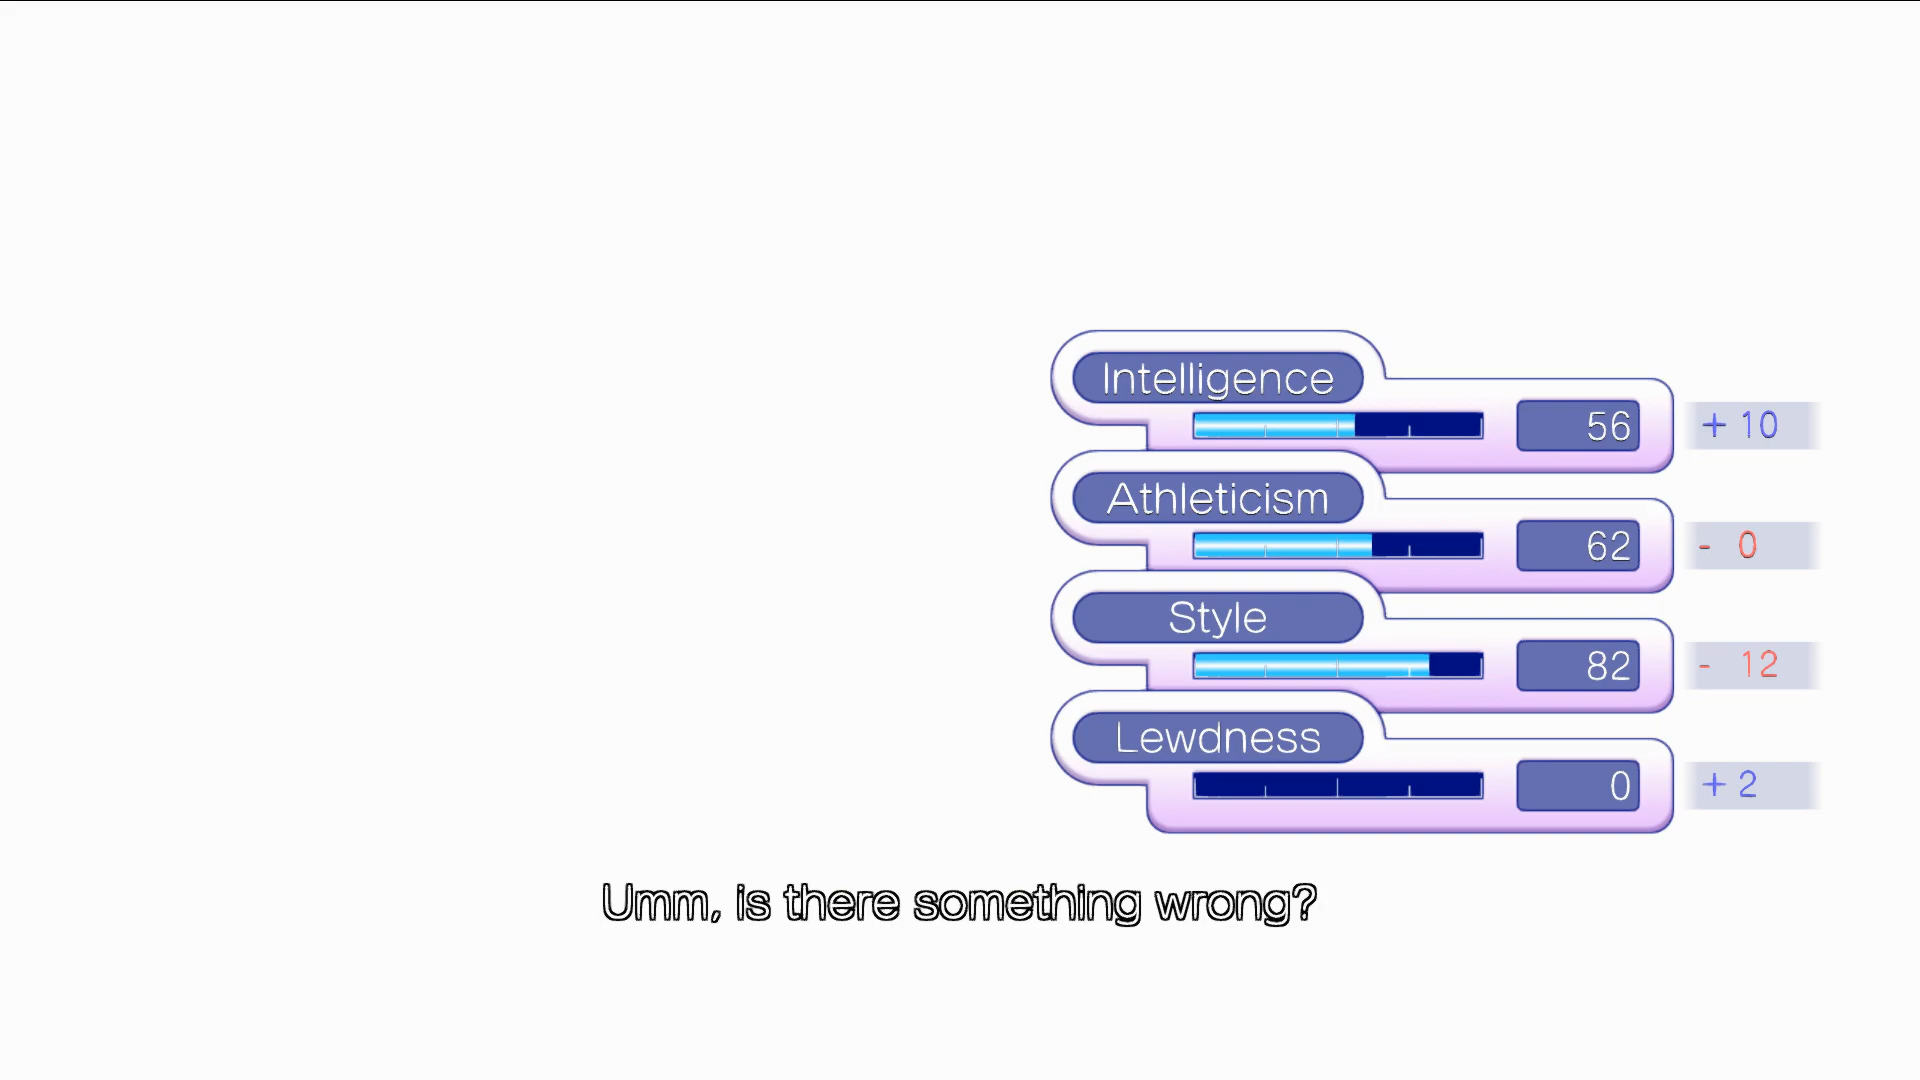 Intelligence
56 + 10
Athleticism
62 - 0
Style
82 - 12
Lewdness
0 + 2
Umm, is there something wrong?